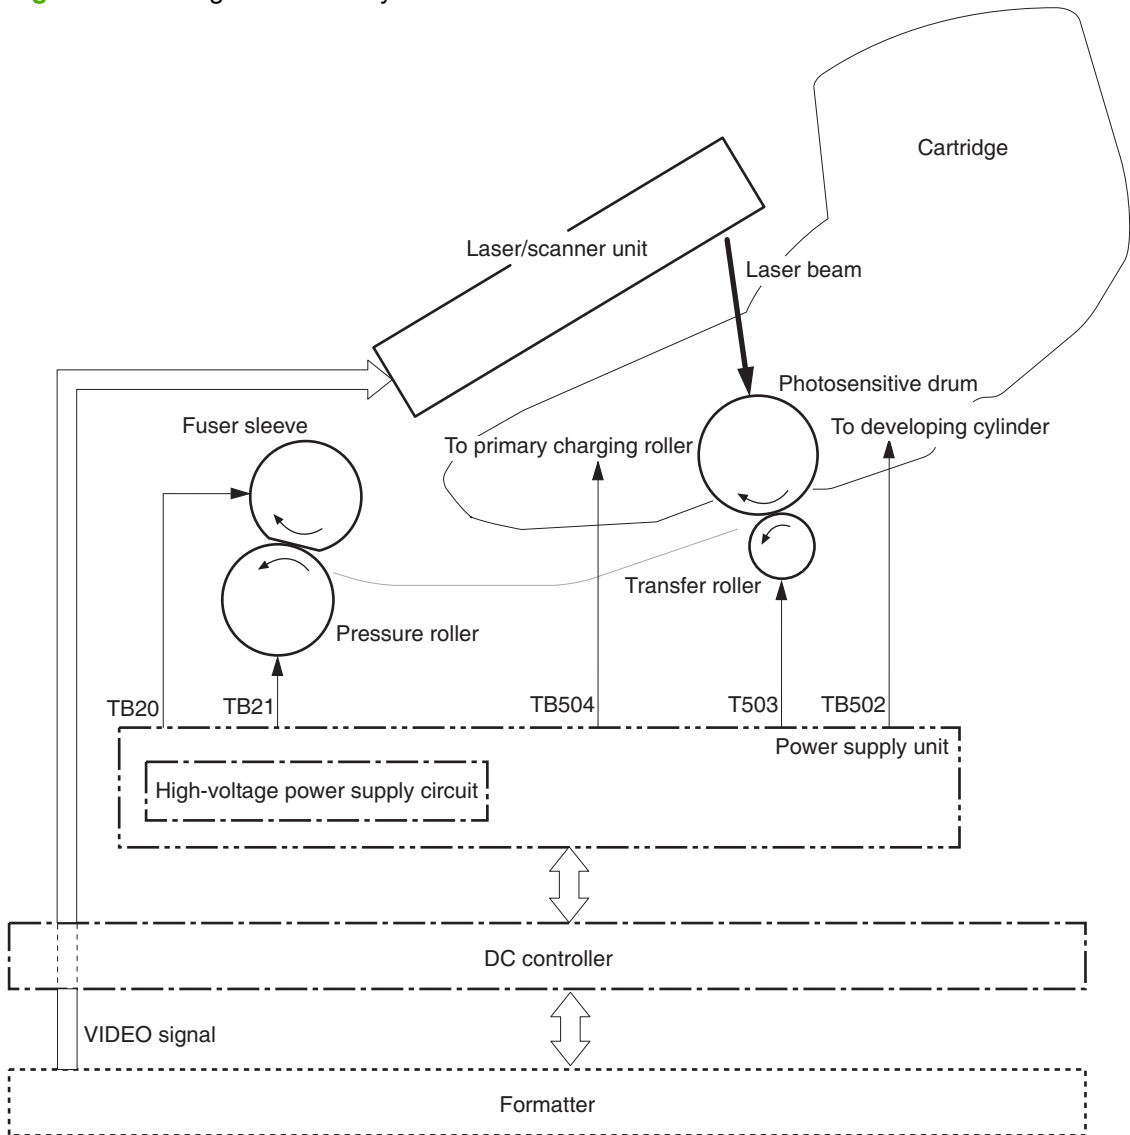 Cartridge
Laser/scanner unit
Laser beam
Photosensitive drum
Fuser sleeve
To developing cylinder
To primary charging roller
Transfer roller
Pressure roller
TB20
TB21
TB504
T503
TB502
Power supply unit
High-voltage power supply circuit
DC controller
VIDEO signal
Formatter